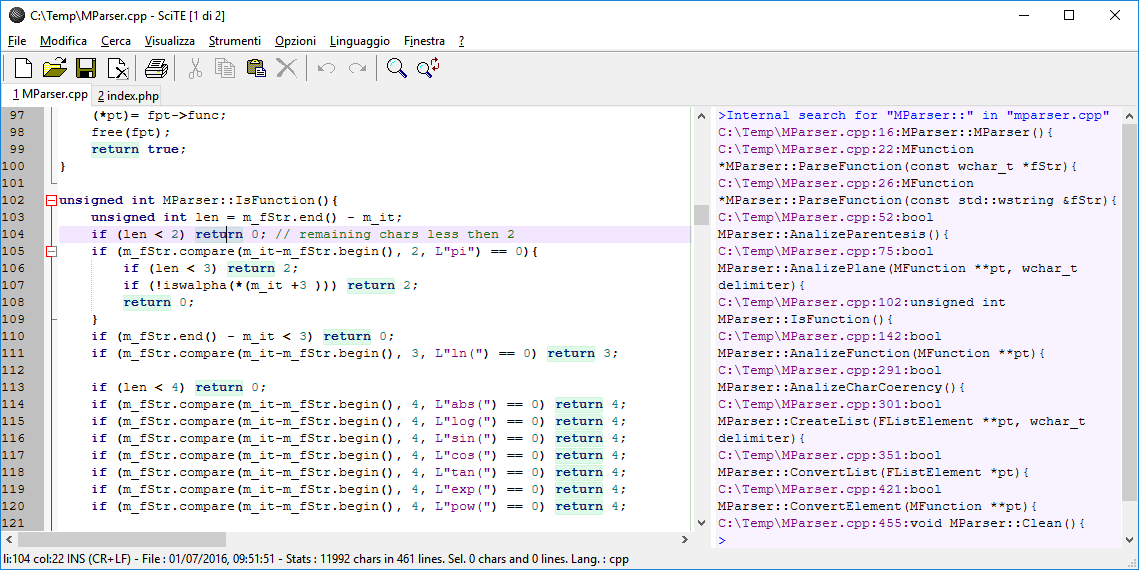 C:\Temp\MParser.cpp - SciTE [1 di 2]
File Modifica Cerca Visualizza Strumenti Opzioni Linguaggio Finestra ?
1 MParser.cpp 2 index.php
97 (*pt)= fpt->func;
98 free(fpt);
99 return true;
100 }
101
102 unsigned int MParser::IsFunction(){
103 unsigned int len = m_fStr.end() - m_it;
104 if (len < 2) return 0; // remaining chars less then 2
105 if (m_fStr.compare(m_it-m_fStr.begin(), 2, L"pi") == 0){
106 if (len < 3) return 2;
107 if (!iswalpha(*(m_it +3 ))) return 2;
108 return 0;
109 }
110 if (m_fStr.end() - m_it < 3) return 0;
111 if (m_fStr.compare(m_it-m_fStr.begin(), 3, L"ln(") == 0) return 3;
112
113 if (len < 4) return 0;
114 if (m_fStr.compare(m_it-m_fStr.begin(), 4, L"abs(") == 0) return 4;
115 if (m_fStr.compare(m_it-m_fStr.begin(), 4, L"log(") == 0) return 4;
116 if (m_fStr.compare(m_it-m_fStr.begin(), 4, L"sin(") == 0) return 4;
117 if (m_fStr.compare(m_it-m_fStr.begin(), 4, L"cos(") == 0) return 4;
118 if (m_fStr.compare(m_it-m_fStr.begin(), 4, L"tan(") == 0) return 4;
119 if (m_fStr.compare(m_it-m_fStr.begin(), 4, L"exp(") == 0) return 4;
120 if (m_fStr.compare(m_it-m_fStr.begin(), 4, L"pow(") == 0) return 4;
121
>Internal search for "MParser::" in "mparser.cpp"
C:\Temp\MParser.cpp:16:MParser::MParser(){
C:\Temp\MParser.cpp:22:MFunction
*MParser::ParseFunction(const wchar_t *fStr){
C:\Temp\MParser.cpp:26:MFunction
*MParser::ParseFunction(const std::wstring &fStr){
C:\Temp\MParser.cpp:52:bool
MParser::AnalizeParentesis(){
C:\Temp\MParser.cpp:75:bool
MParser::AnalizePlane(MFunction **pt, wchar_t
delimiter){
C:\Temp\MParser.cpp:102:unsigned int
MParser::IsFunction(){
C:\Temp\MParser.cpp:142:bool
MParser::AnalizeFunction(MFunction **pt){
C:\Temp\MParser.cpp:291:bool
MParser::AnalizeCharCoerency(){
C:\Temp\MParser.cpp:301:bool
MParser::CreateList(FListElement **pt, wchar_t
delimiter){
C:\Temp\MParser.cpp:351:bool
MParser::ConvertList(FListElement *pt){
C:\Temp\MParser.cpp:421:bool
MParser::ConvertElement(MFunction **pt){
C:\Temp\MParser.cpp:455:void MParser::Clean(){
>
li:104 col:22 INS (CR+LF) - File : 01/07/2016, 09:51:51 - Stats : 11992 chars in 461 lines. Sel. 0 chars and 0 lines. Lang. : cpp